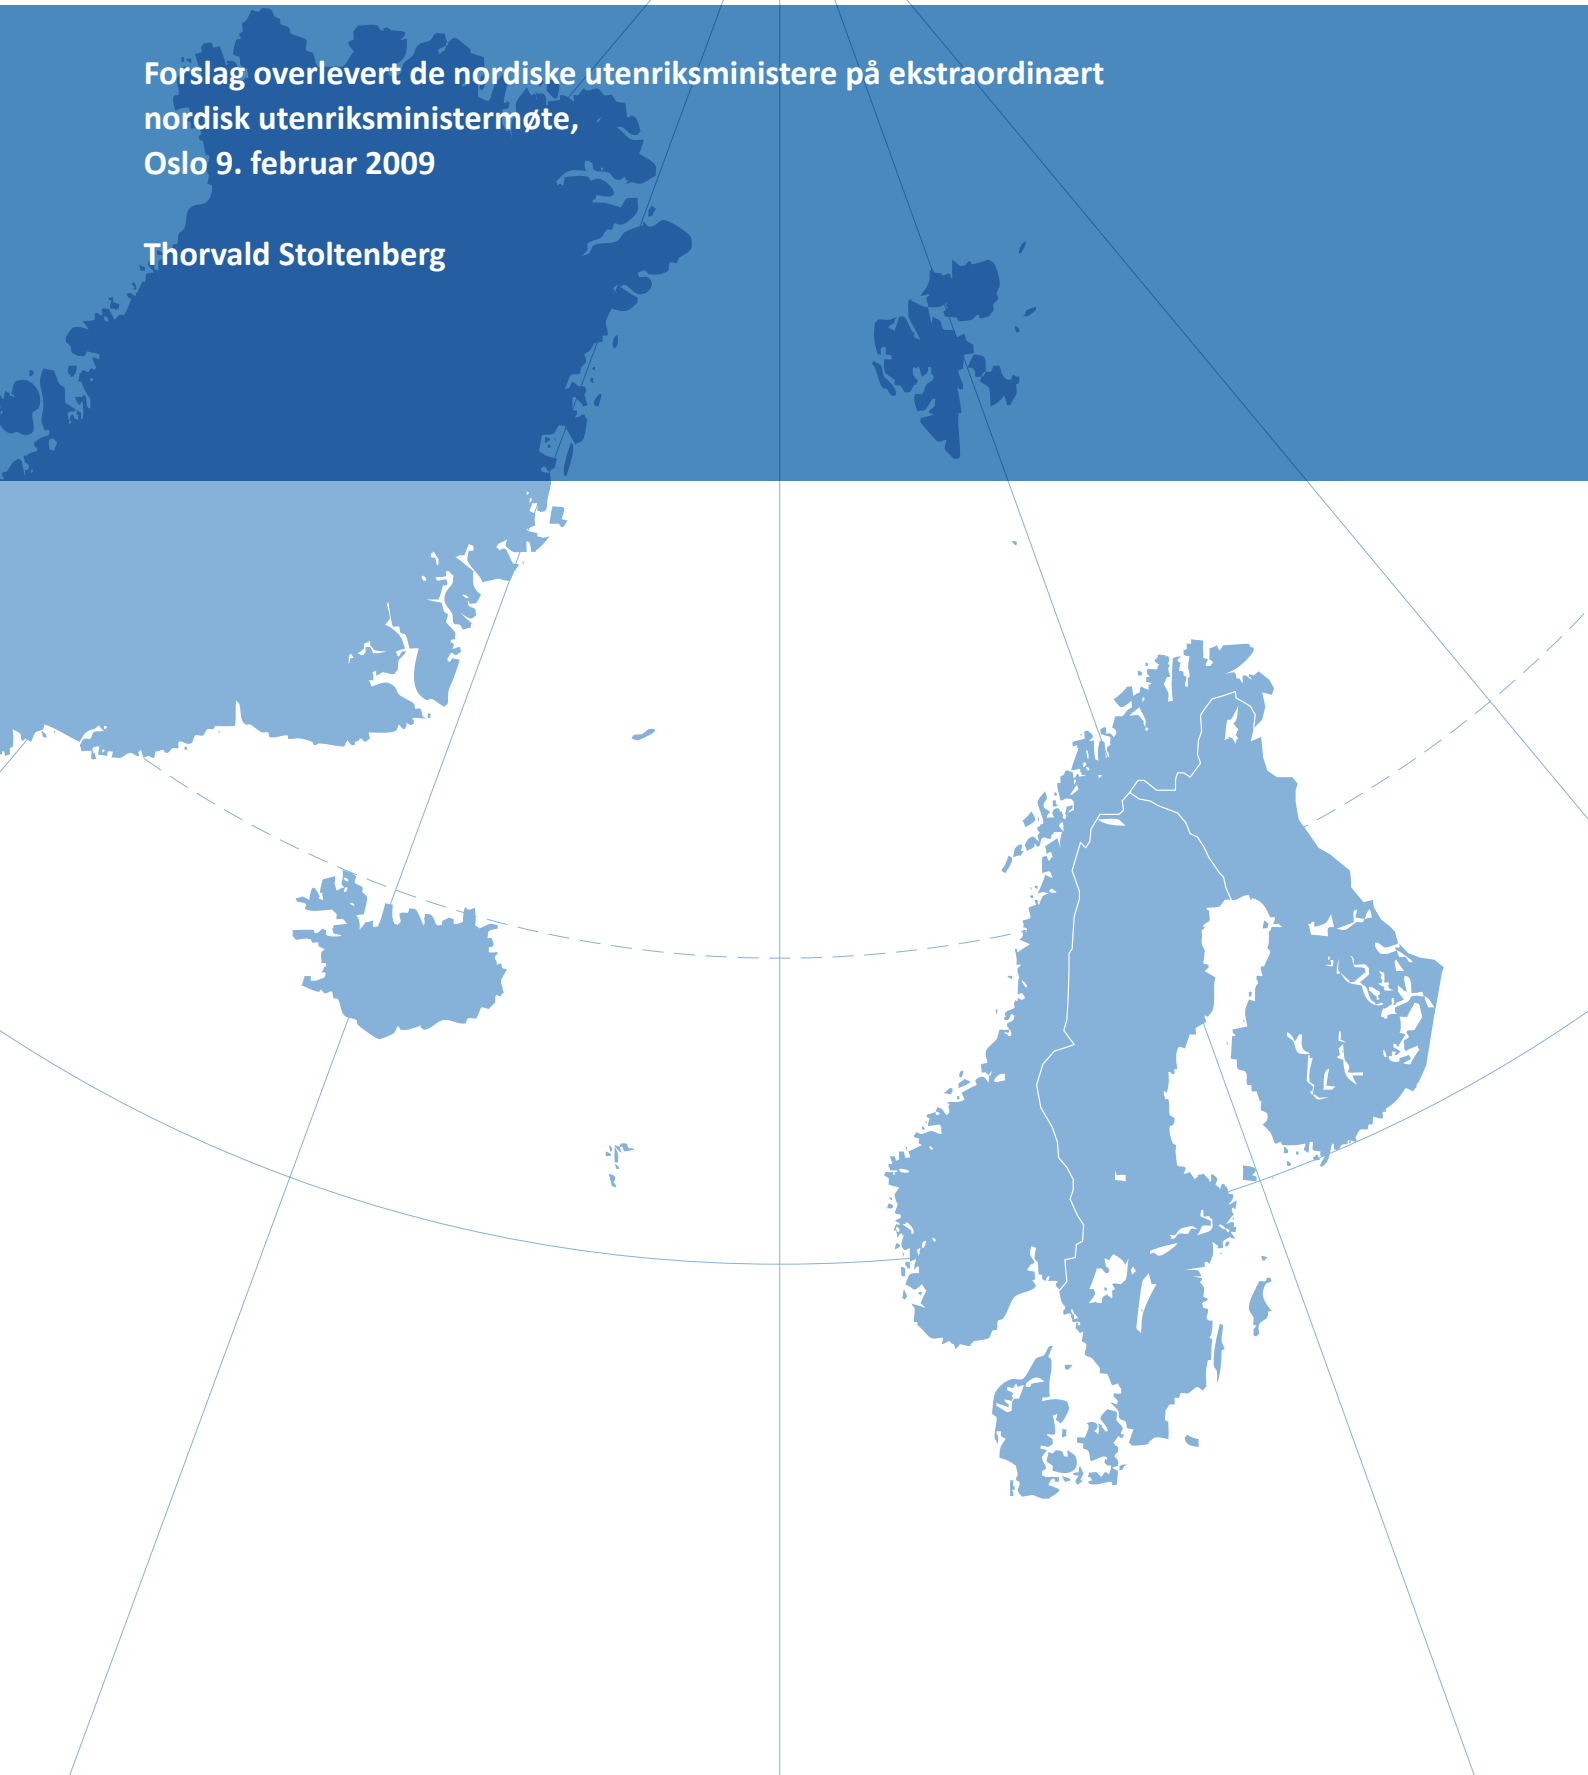 Forslag overlevert de nordiske utenriksministere på ekstraordinært
nordisk utenriksministermøte,
Oslo 9. februar 2009
Thorvald Stoltenberg